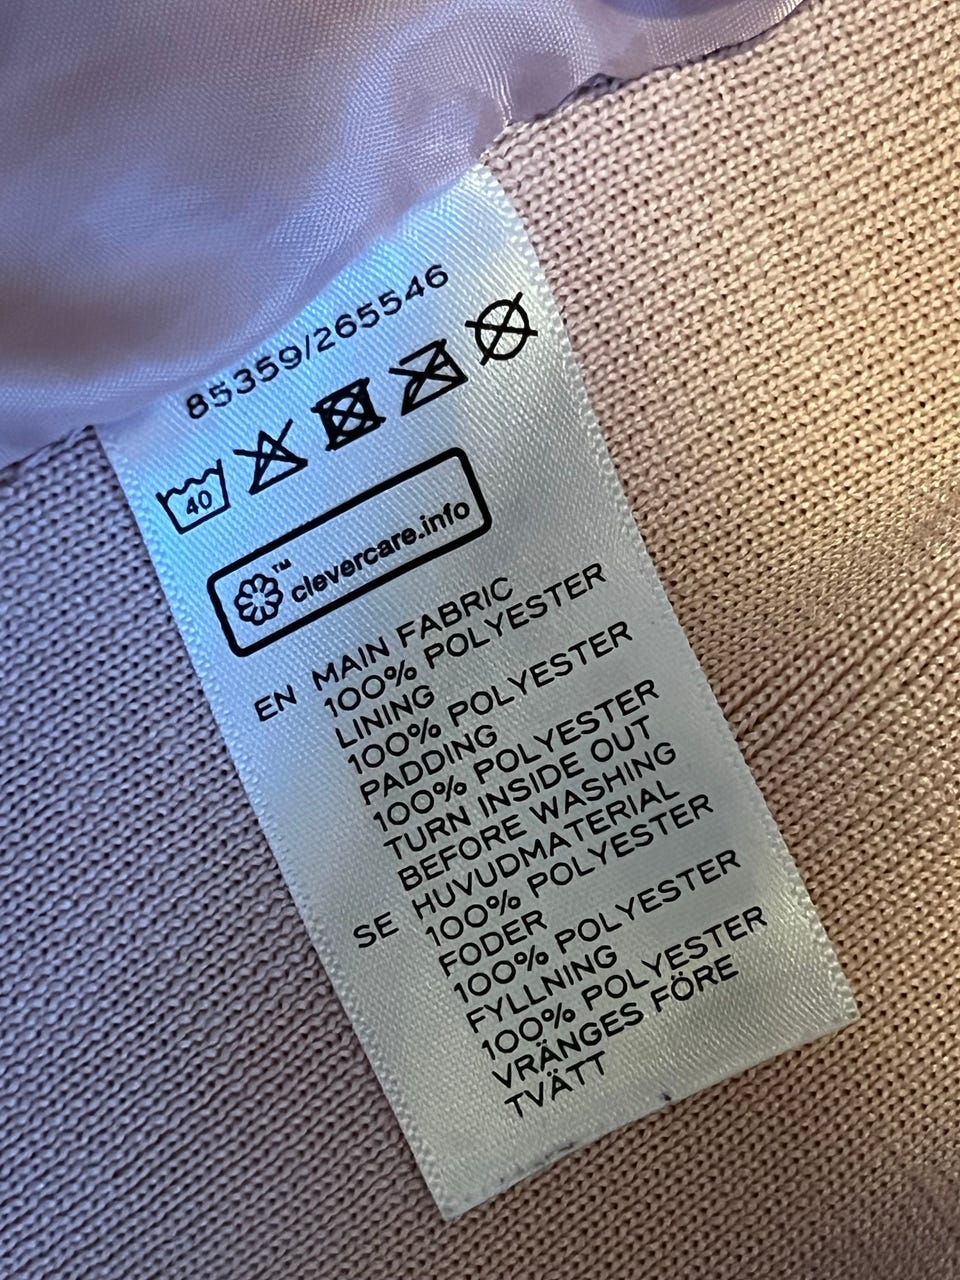 85359/265546
40
™ clevercare.info
EN MAIN FABRIC
100% POLYESTER
LINING
100% POLYESTER
PADDING
100% POLYESTER
TURN INSIDE OUT
BEFORE WASHING
SE HUVUDMATERIAL
100% POLYESTER
FODER
100% POLYESTER
FYLLNING
100% POLYESTER
VRÄNGES FÖRE
TVÄTT